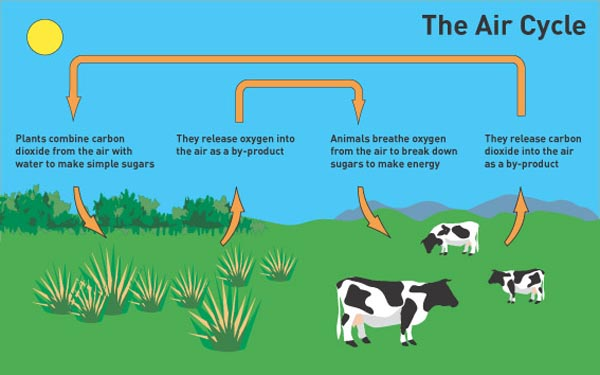 The Air Cycle
Plants combine carbon
dioxide from the air with
water to make simple sugars
They release oxygen into
the air as a by-product
Animals breathe oxygen
from the air to break down
sugars to make energy
They release carbon
dioxide into the air
as a by-product